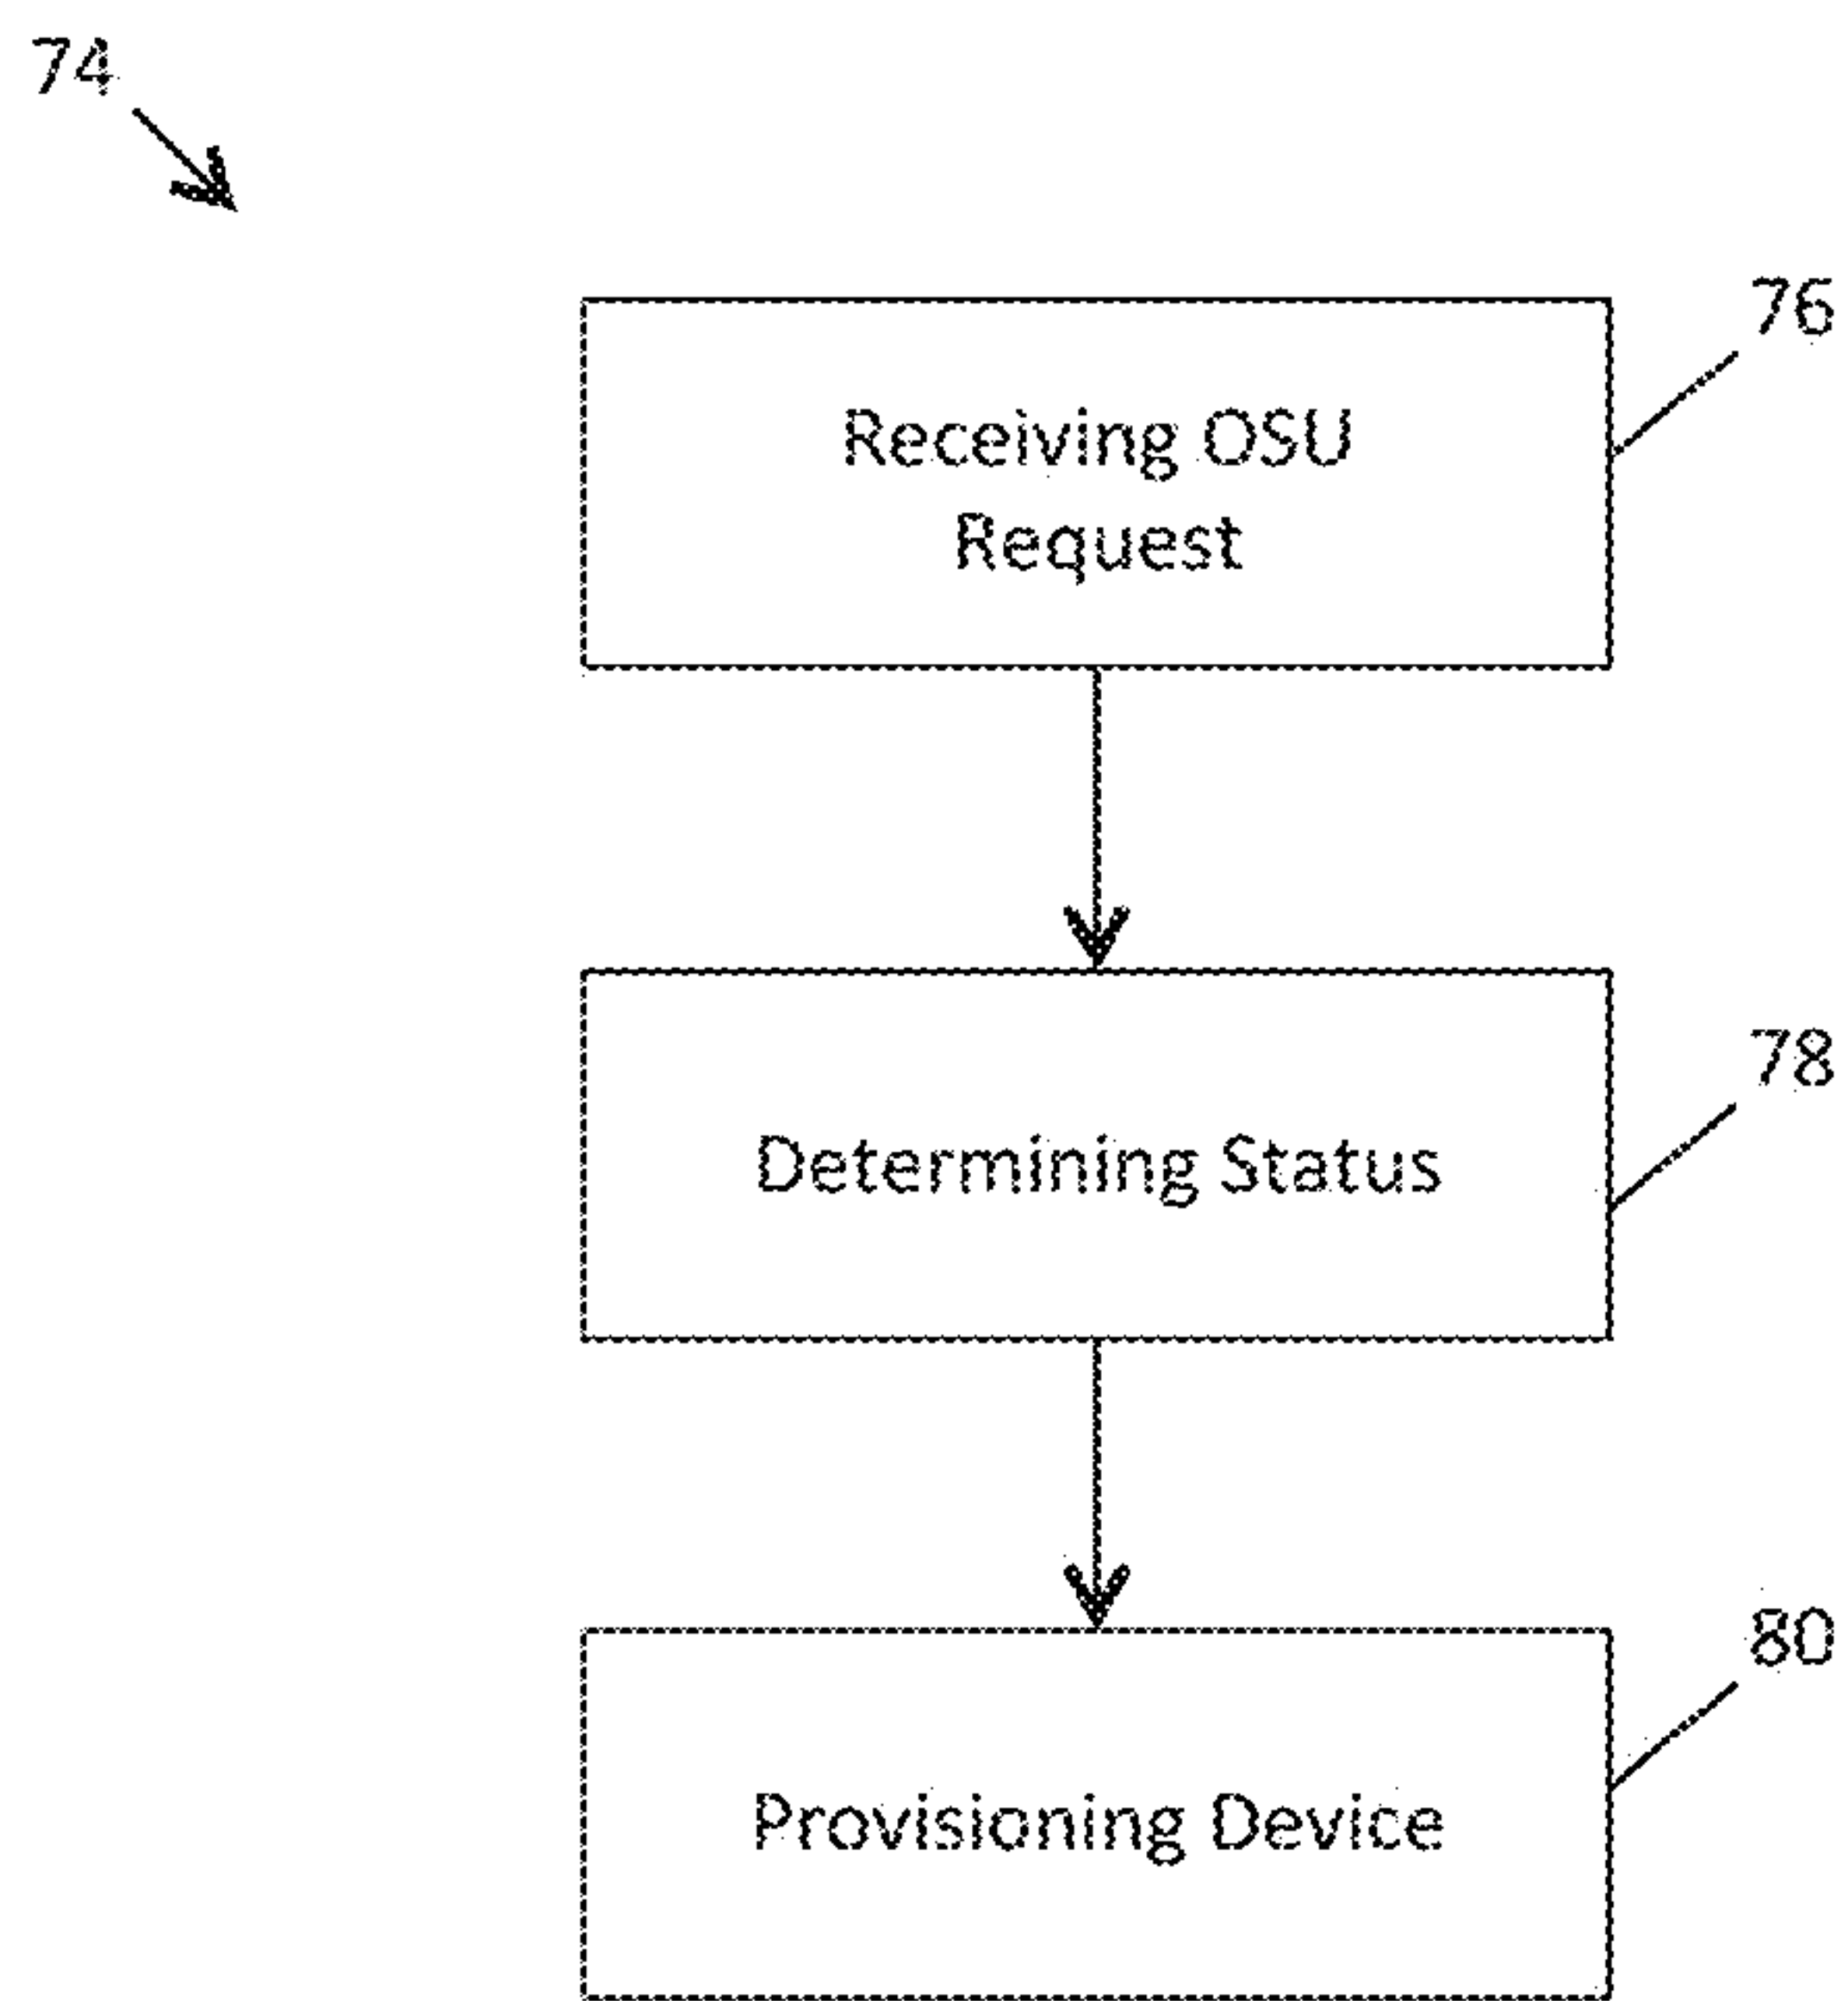 74
76
Receiving OSU
Request
78
Determining Status
80
Provisioning Device